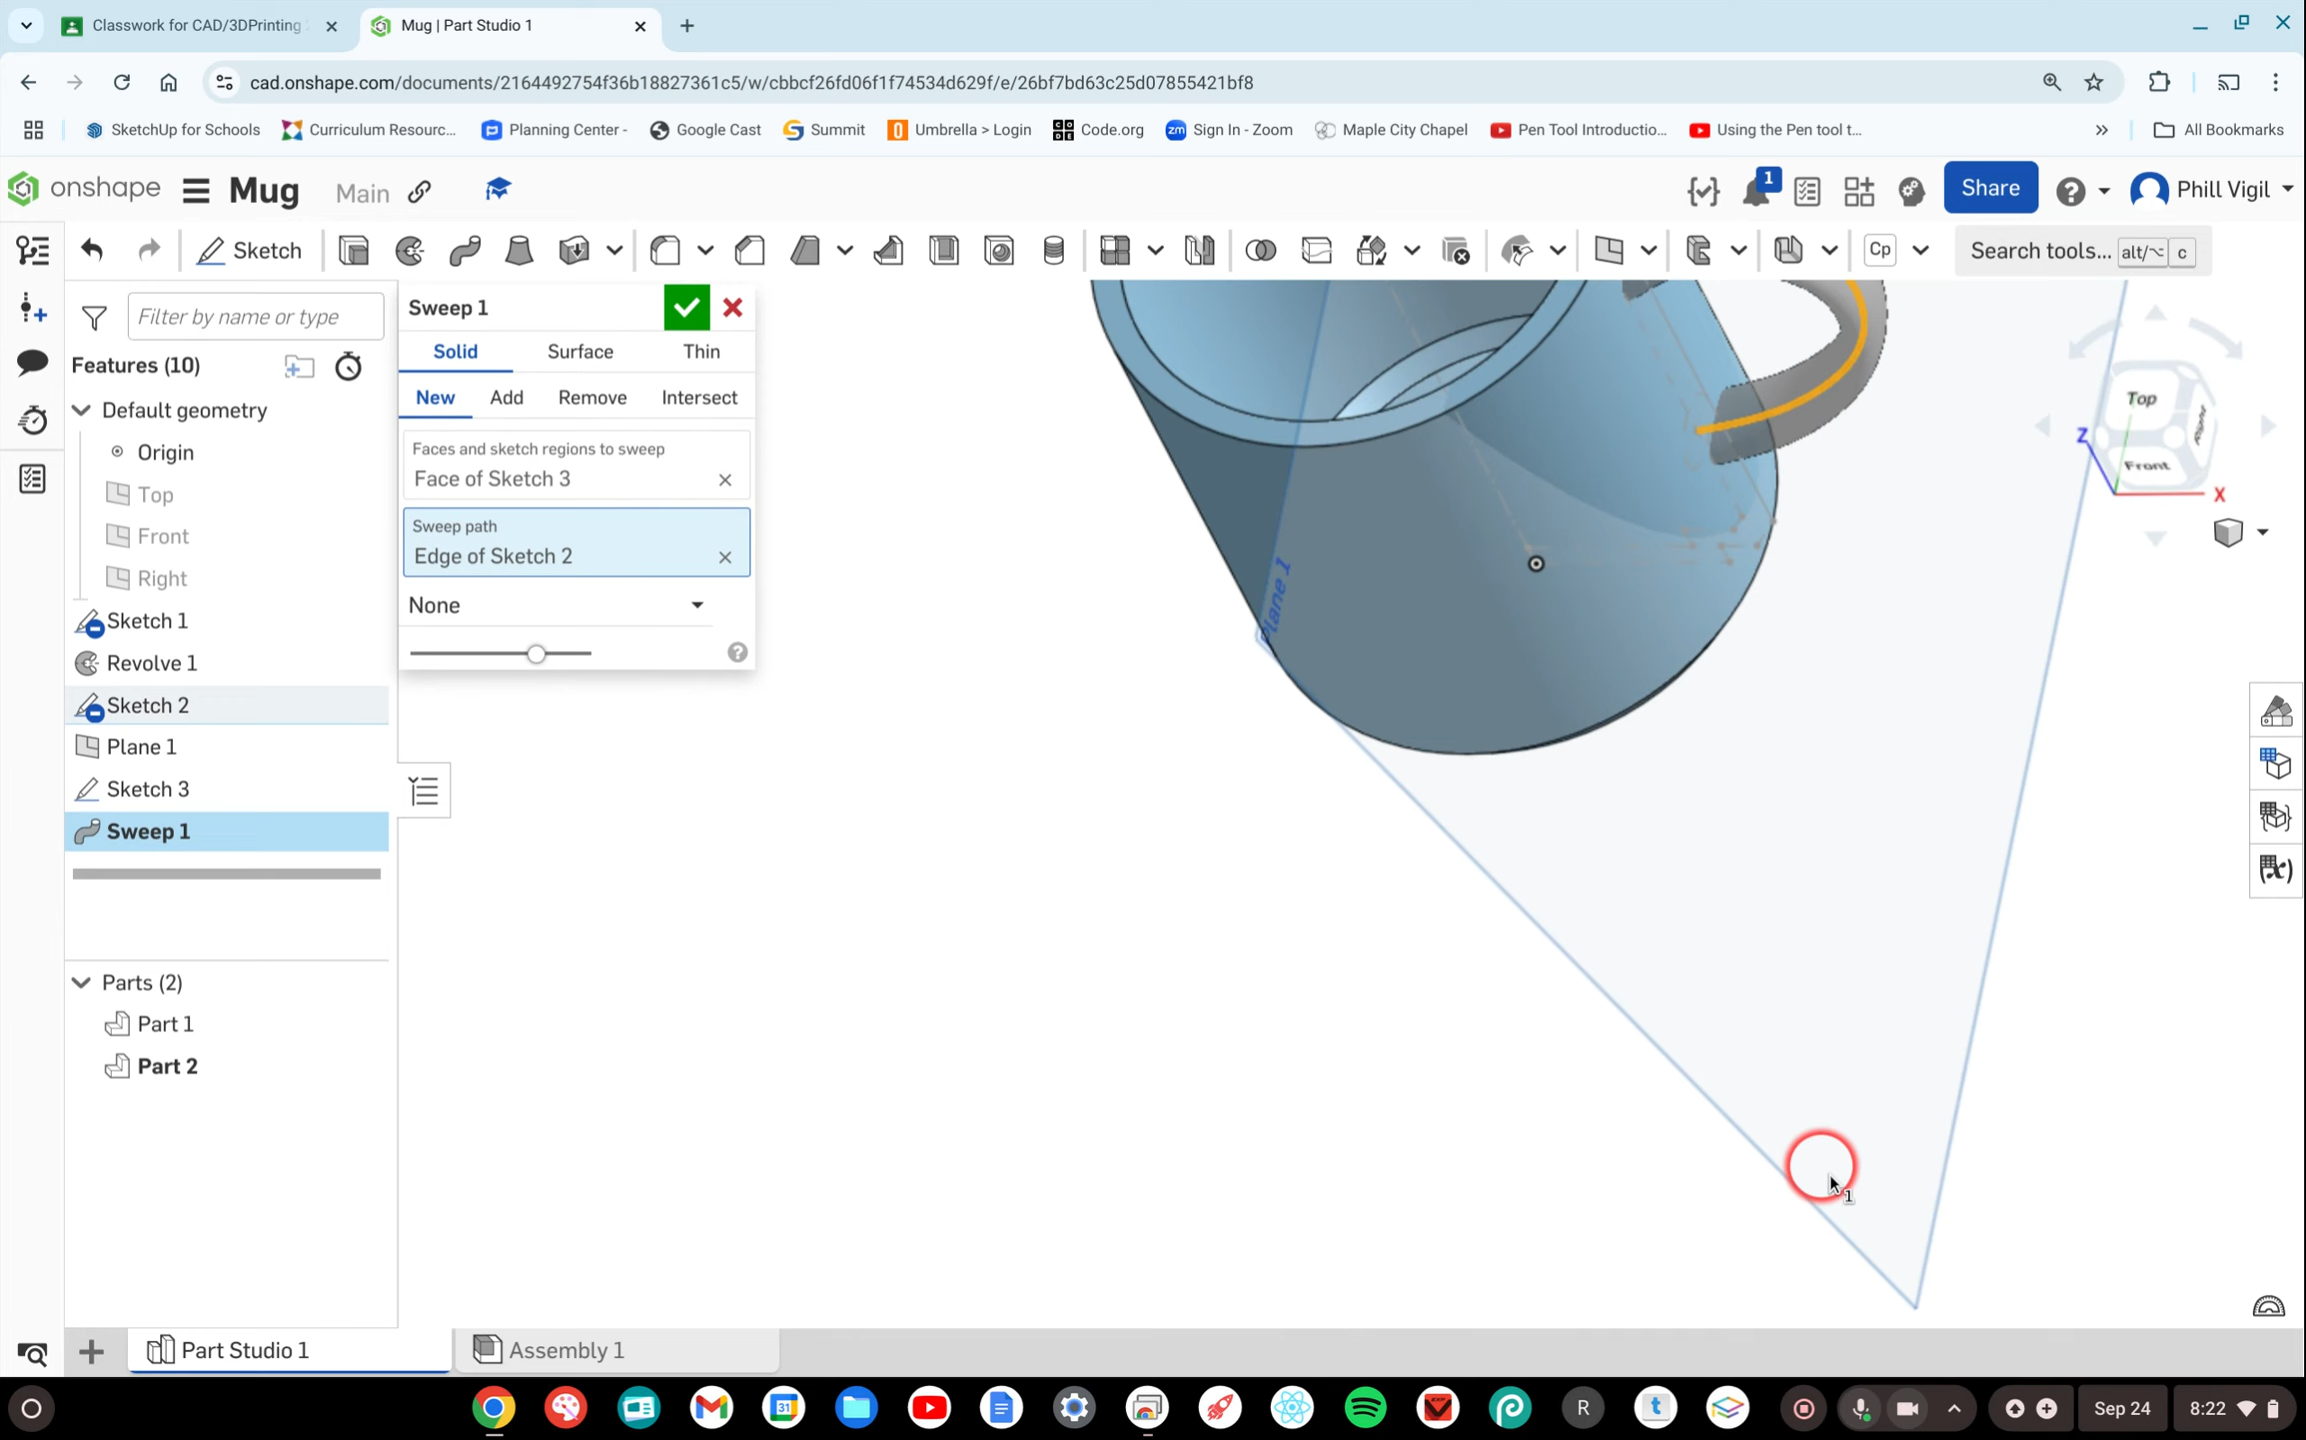 Classwork for CAD/3DPrinting
Mug | Part Studio 1
cad.onshape.com/documents/2164492754f36b18827361c5/w/cbbcf26fd06f1f74534d629f/e/26bf7bd63c25d07855421bf8
SketchUp for Schools
Curriculum Resourc...
Planning Center -
Google Cast
Summit
Umbrella > Login
Code.org
Sign In - Zoom
Maple City Chapel
Pen Tool Introductio...
Using the Pen tool t...
»
All Bookmarks
onshape
Mug
Main
1
Share
Phill Vigil
Sketch
Cp
Search tools... alt/⌥ c
Filter by name or type
Features (10)
Default geometry
Origin
Top
Front
Right
Sketch 1
Revolve 1
Sketch 2
Plane 1
Sketch 3
Sweep 1
Parts (2)
Part 1
Part 2
Sweep 1
Solid
Surface
Thin
New
Add
Remove
Intersect
Faces and sketch regions to sweep
Face of Sketch 3
Sweep path
Edge of Sketch 2
None
Plane 1
Top
Front
Right
Z
X
1
Part Studio 1
Assembly 1
31
R
t
Sep 24
8:22